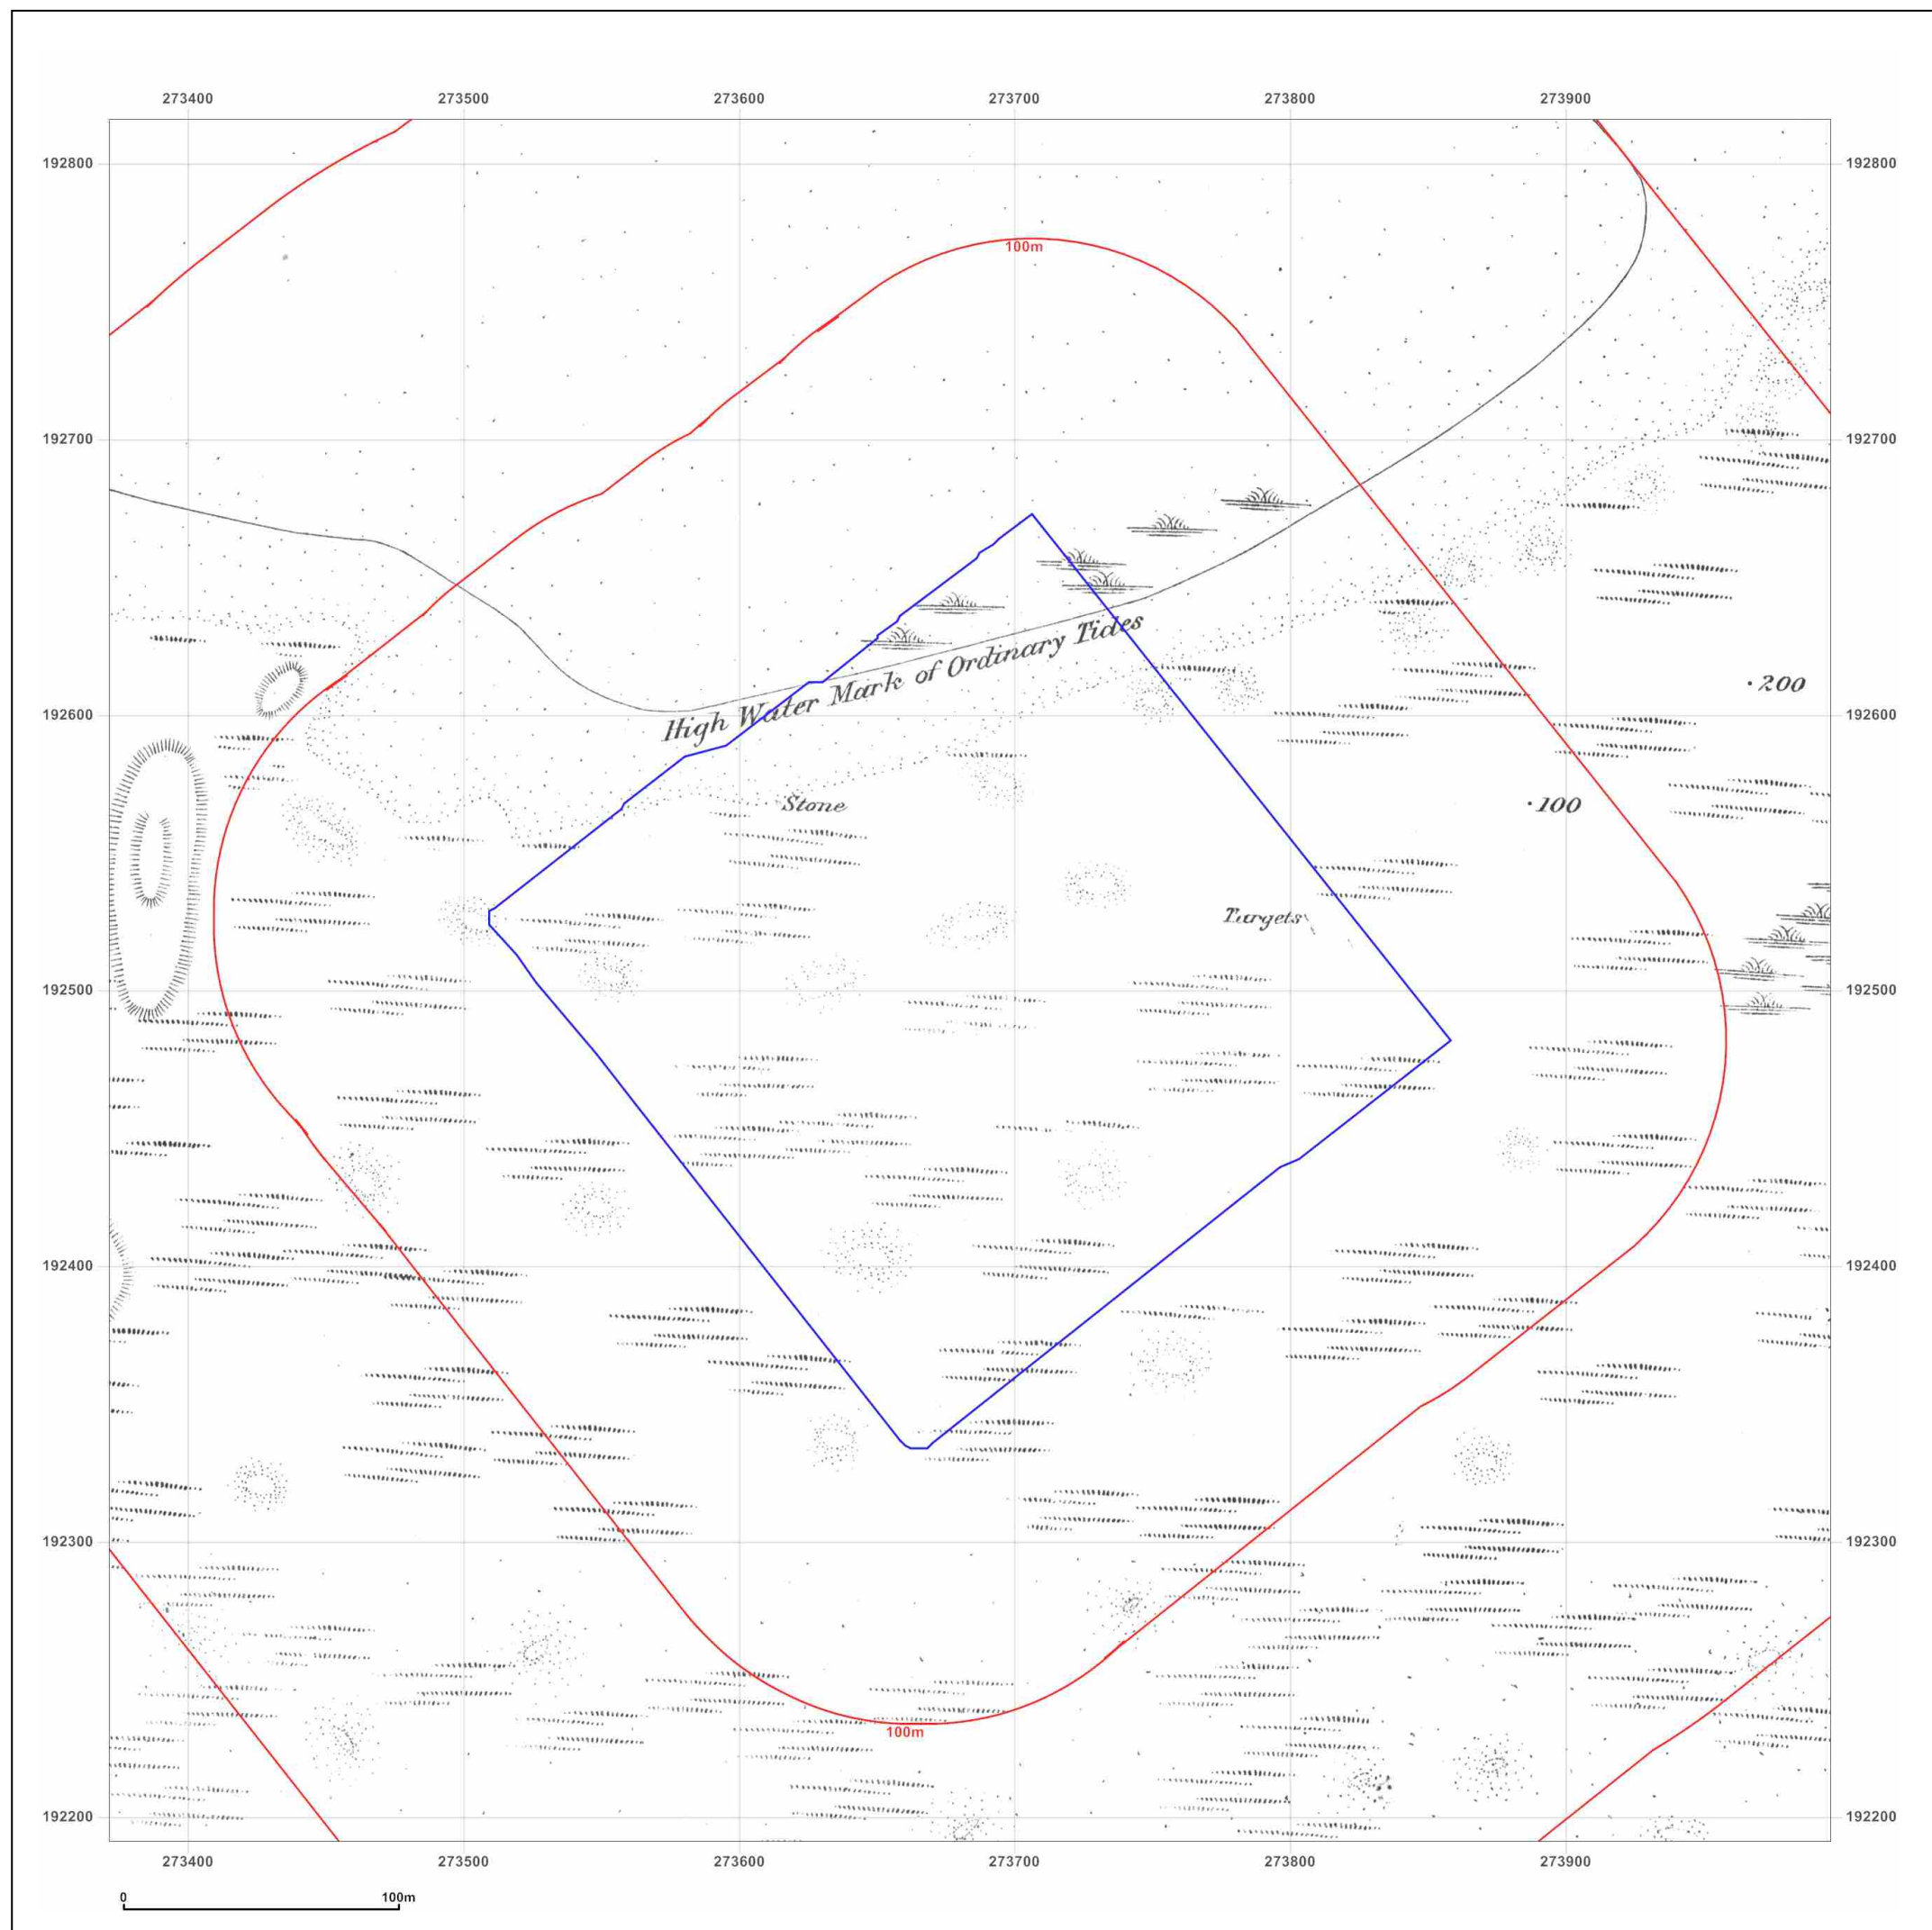 273400 273500 273600 273700 273800 273900
192800 192800
100m
192700 192700
High Water Mark of Ordinary Tides
·200
192600 192600
Stone
·100
Targets
192500 192500
192400 192400
192300 192300
100m
192200 192200
273400 273500 273600 273700 273800 273900
0 100m